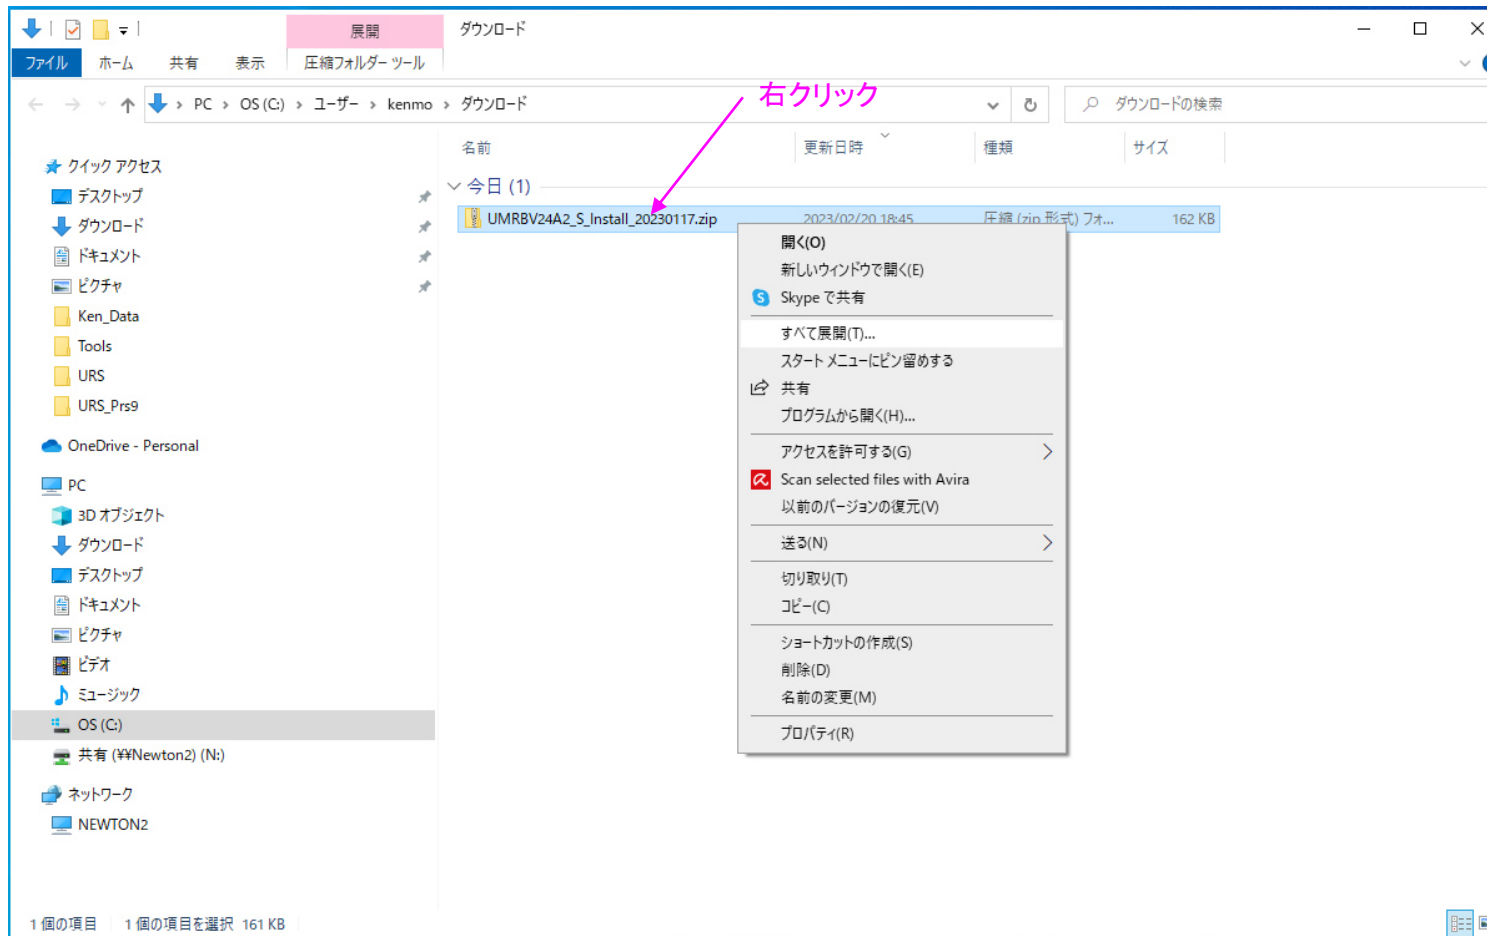 展開
ダウンロード
ファイル ホーム 共有 表示 圧縮フォルダー ツール
PC › OS (C:) › ユーザー › kenmo › ダウンロード
ダウンロードの検索
右クリック
名前 更新日時 種類 サイズ
今日 (1)
UMRBV24A2_S_Install_20230117.zip 2023/02/20 18:45 圧縮 (zip 形式) フォ... 162 KB
クイック アクセス
デスクトップ
ダウンロード
ドキュメント
ピクチャ
Ken_Data
Tools
URS
URS_Prs9
OneDrive - Personal
PC
3D オブジェクト
ダウンロード
デスクトップ
ドキュメント
ピクチャ
ビデオ
ミュージック
OS (C:)
共有 (¥¥Newton2) (N:)
ネットワーク
NEWTON2
開く(O)
新しいウィンドウで開く(E)
Skype で共有
すべて展開(T)...
スタート メニューにピン留めする
共有
プログラムから開く(H)...
アクセスを許可する(G)
Scan selected files with Avira
以前のバージョンの復元(V)
送る(N)
切り取り(T)
コピー(C)
ショートカットの作成(S)
削除(D)
名前の変更(M)
プロパティ(R)
1 個の項目 1 個の項目を選択 161 KB